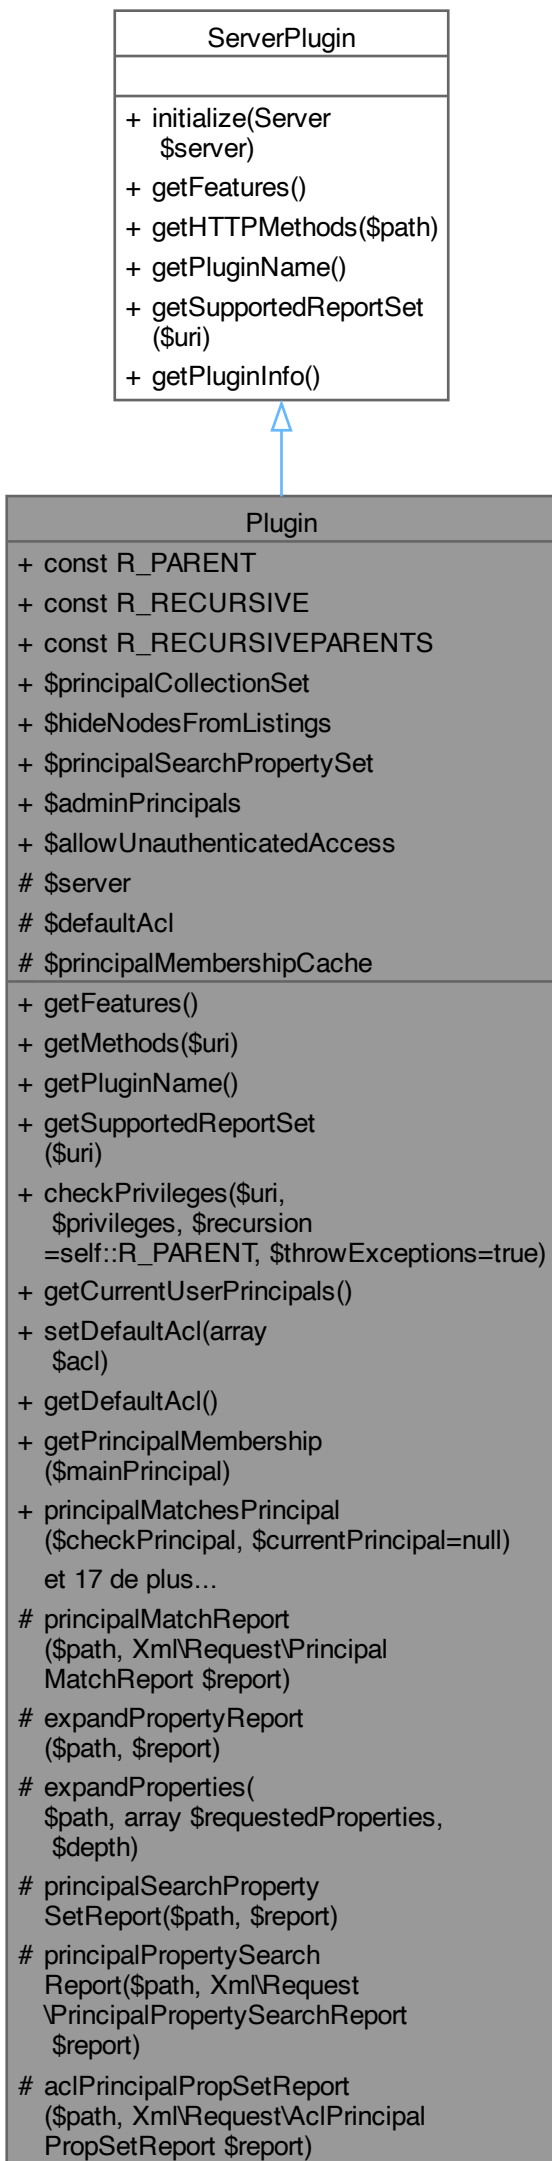 ServerPlugin
+ initialize(Server
$server)
+ getFeatures()
+ getHTTPMethods($path)
+ getPluginName()
+ getSupportedReportSet
($uri)
+ getPluginInfo()
Plugin
+ const R_PARENT
+ const R_RECURSIVE
+ const R_RECURSIVEPARENTS
+ $principalCollectionSet
+ $hideNodesFromListings
+ $principalSearchPropertySet
+ $adminPrincipals
+ $allowUnauthenticatedAccess
# $server
# $defaultAcl
# $principalMembershipCache
+ getFeatures()
+ getMethods($uri)
+ getPluginName()
+ getSupportedReportSet
($uri)
+ checkPrivileges($uri,
$privileges, $recursion
=self::R_PARENT, $throwExceptions=true)
+ getCurrentUserPrincipals()
+ setDefaultAcl(array
$acl)
+ getDefaultAcl()
+ getPrincipalMembership
($mainPrincipal)
+ principalMatchesPrincipal
($checkPrincipal, $currentPrincipal=null)
et 17 de plus...
# principalMatchReport
($path, Xml\Request\Principal
MatchReport $report)
# expandPropertyReport
($path, $report)
# expandProperties(
$path, array $requestedProperties,
$depth)
# principalSearchProperty
SetReport($path, $report)
# principalPropertySearch
Report($path, Xml\Request
\PrincipalPropertySearchReport
$report)
# aclPrincipalPropSetReport
($path, Xml\Request\AclPrincipal
PropSetReport $report)